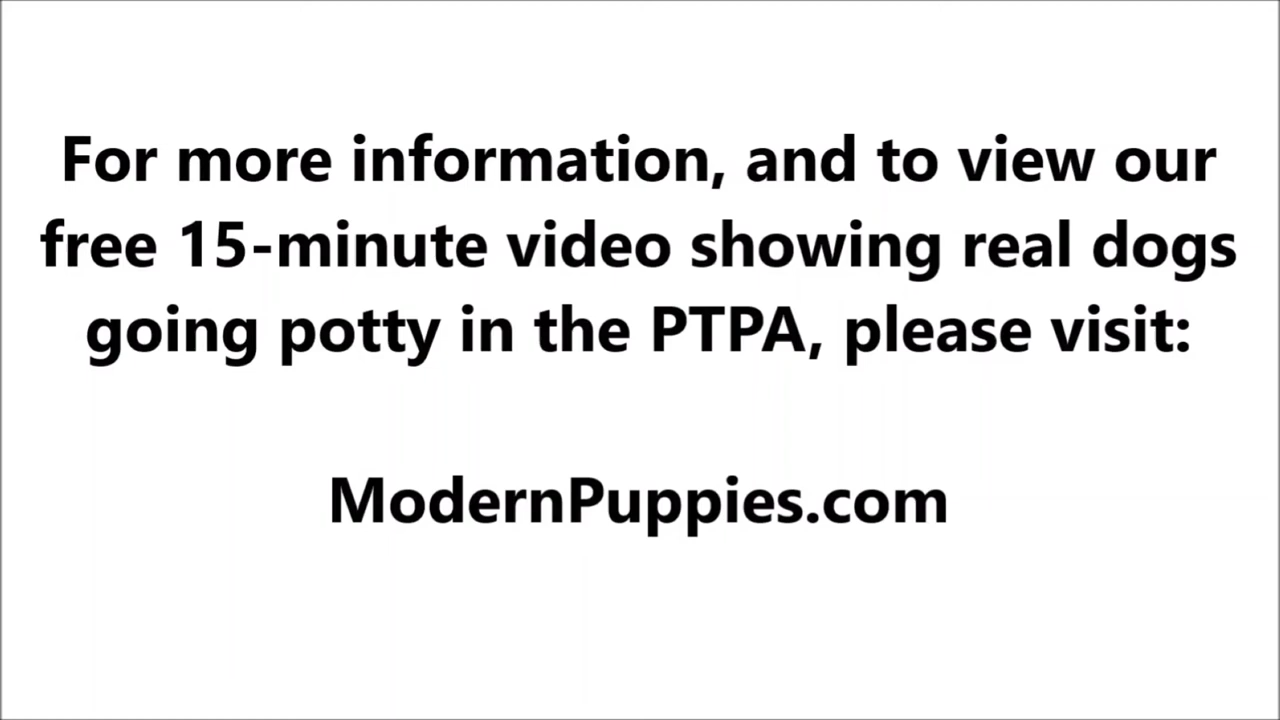 For more information, and to view our
free 15-minute video showing real dogs
going potty in the PTPA, please visit:
ModernPuppies.com